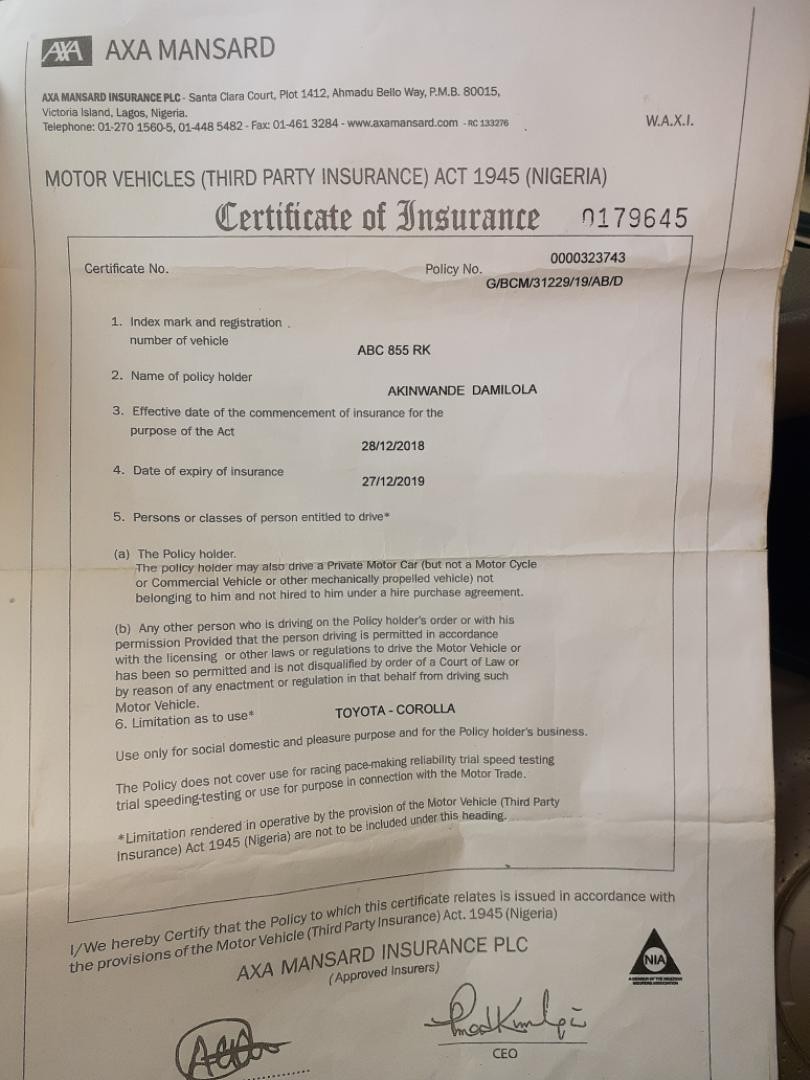 AXA AXA MANSARD
AXA MANSARD INSURANCE PLC - Santa Clara Court, Plot 1412, Ahmadu Bello Way, P.M.B. 80015,
Victoria Island, Lagos, Nigeria.
Telephone: 01-270 1560-5, 01-448 5482 - Fax: 01-461 3284 - www.axamansard.com - RC 133276
W.A.X.I.
MOTOR VEHICLES (THIRD PARTY INSURANCE) ACT 1945 (NIGERIA)
Certificate of Insurance 0179645
Certificate No. Policy No. 0000323743
G/BCM/31229/19/AB/D
1. Index mark and registration
number of vehicle
ABC 855 RK
2. Name of policy holder
AKINWANDE DAMILOLA
3. Effective date of the commencement of insurance for the
purpose of the Act
28/12/2018
4. Date of expiry of insurance
27/12/2019
5. Persons or classes of person entitled to drive*
(a) The Policy holder.
The policy holder may also drive a Private Motor Car (but not a Motor Cycle
or Commercial Vehicle or other mechanically propelled vehicle) not
belonging to him and not hired to him under a hire purchase agreement.
(b) Any other person who is driving on the Policy holder's order or with his
permission Provided that the person driving is permitted in accordance
with the licensing or other laws or regulations to drive the Motor Vehicle or
has been so permitted and is not disqualified by order of a Court of Law or
by reason of any enactment or regulation in that behalf from driving such
Motor Vehicle.
6. Limitation as to use*
TOYOTA - COROLLA
Use only for social domestic and pleasure purpose and for the Policy holder's business.
The Policy does not cover use for racing pace-making reliability trial speed testing
trial speeding-testing or use for purpose in connection with the Motor Trade.
*Limitation rendered in operative by the provision of the Motor Vehicle (Third Party
Insurance) Act 1945 (Nigeria) are not to be included under this heading.
I/We hereby Certify that the Policy to which this certificate relates is issued in accordance with
the provisions of the Motor Vehicle (Third Party Insurance) Act. 1945 (Nigeria)
AXA MANSARD INSURANCE PLC
(Approved Insurers)
NIA
A MEMBER OF THE NIGERIAN
INSURERS ASSOCIATION
CEO